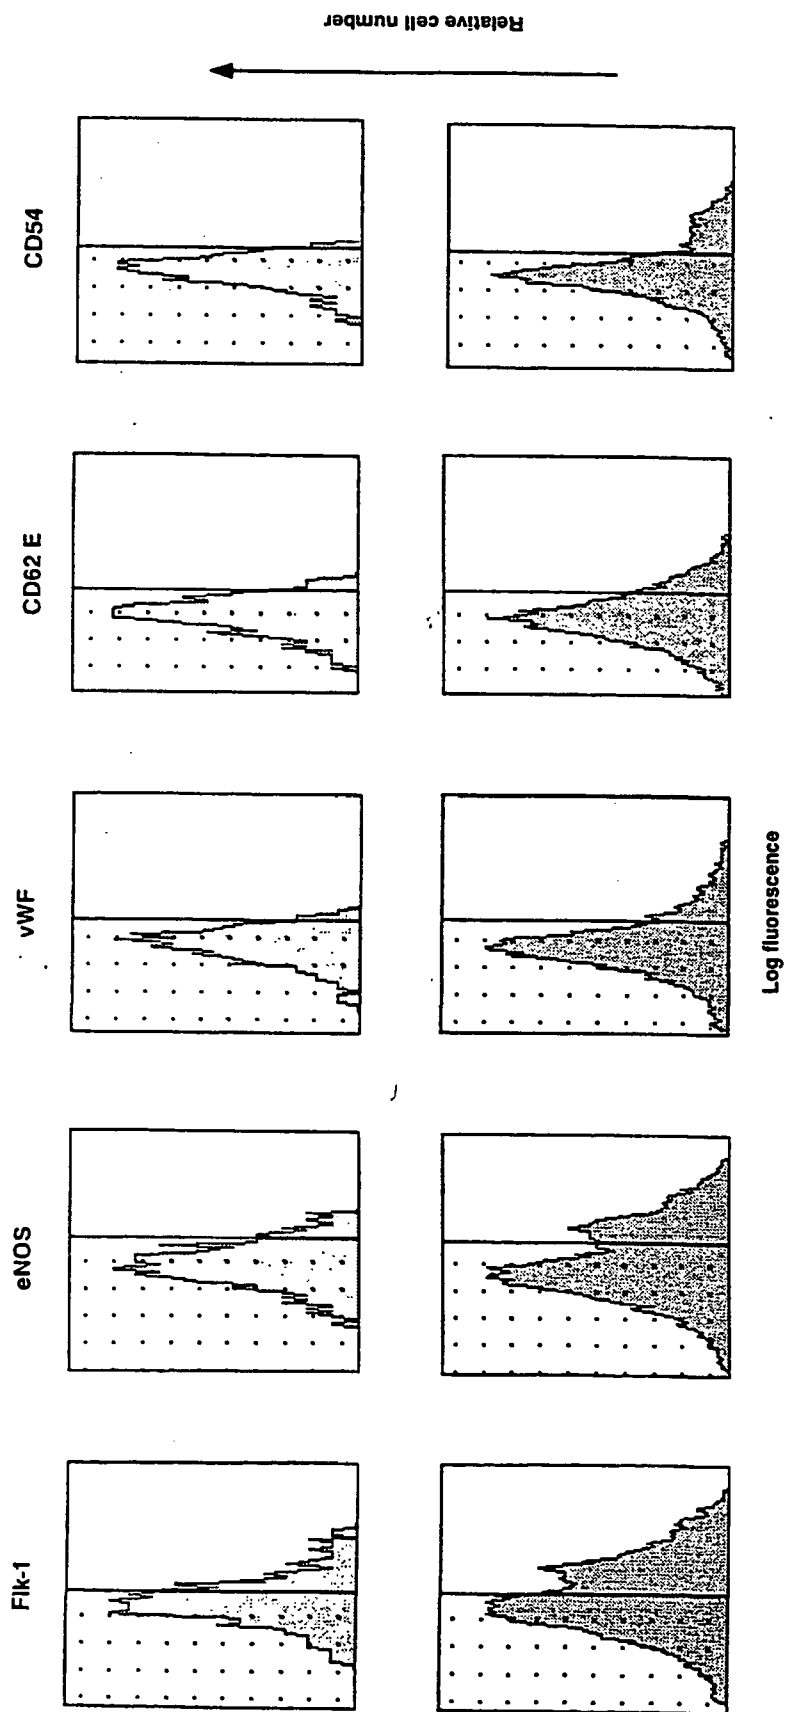 Flk-1
eNOS
vWF
CD62 E
CD54
Relative cell number
Log fluorescence